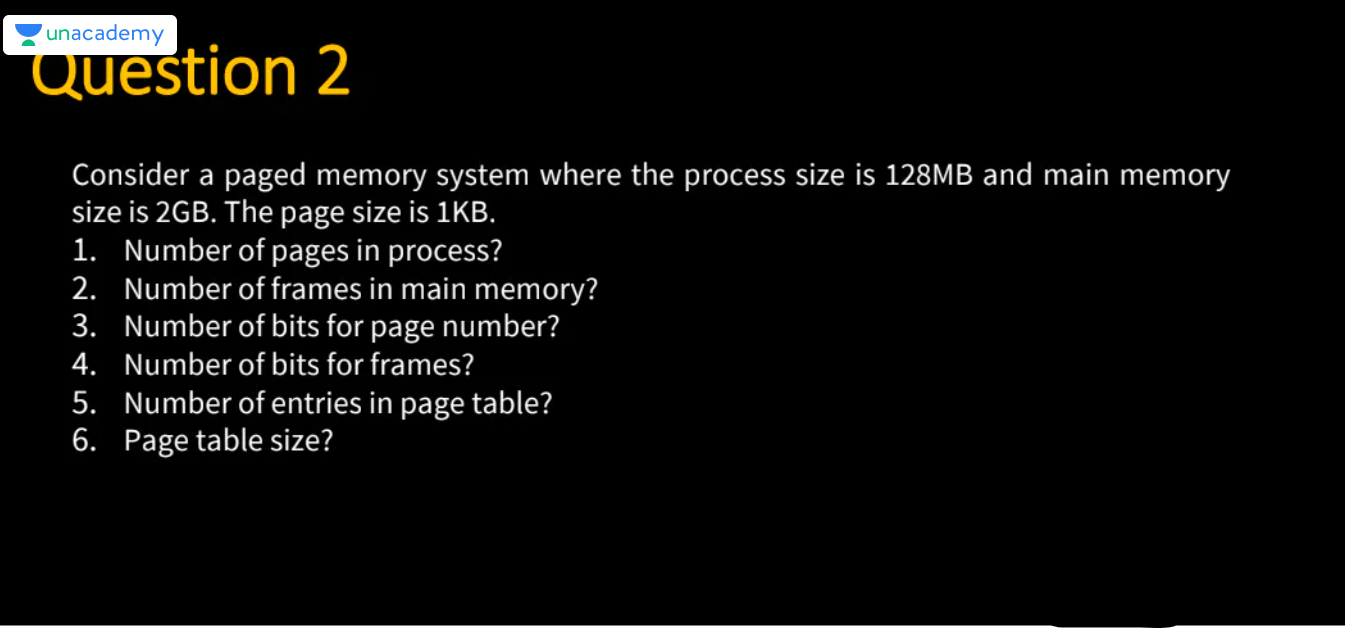 unacademy
Question 2
Consider a paged memory system where the process size is 128MB and main memory
size is 2GB. The page size is 1KB.
1. Number of pages in process?
2. Number of frames in main memory?
3. Number of bits for page number?
4. Number of bits for frames?
5. Number of entries in page table?
6. Page table size?